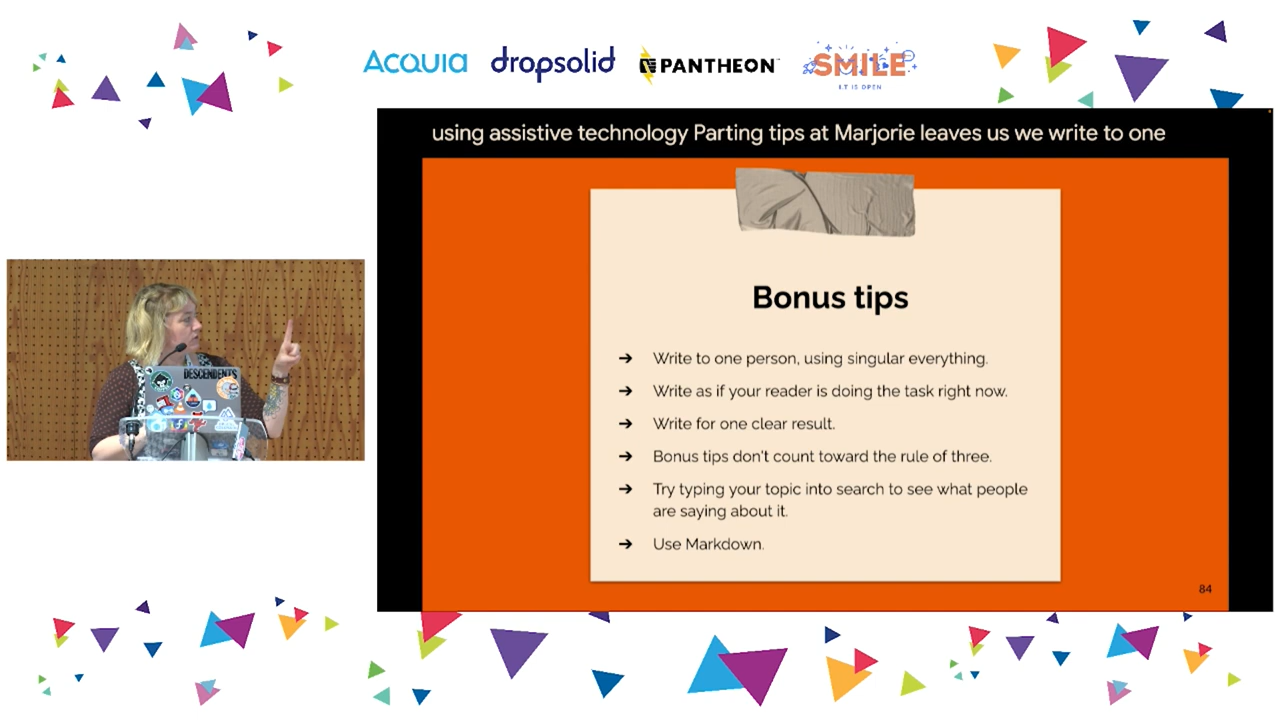 Acquia
dropsolid
PANTHEON
SMILE
I.T IS OPEN
using assistive technology Parting tips at Marjorie leaves us we write to one
Bonus tips
➔ Write to one person, using singular everything.
➔ Write as if your reader is doing the task right now.
➔ Write for one clear result.
➔ Bonus tips don't count toward the rule of three.
➔ Try typing your topic into search to see what people
are saying about it.
➔ Use Markdown.
84
DESCENDENTS